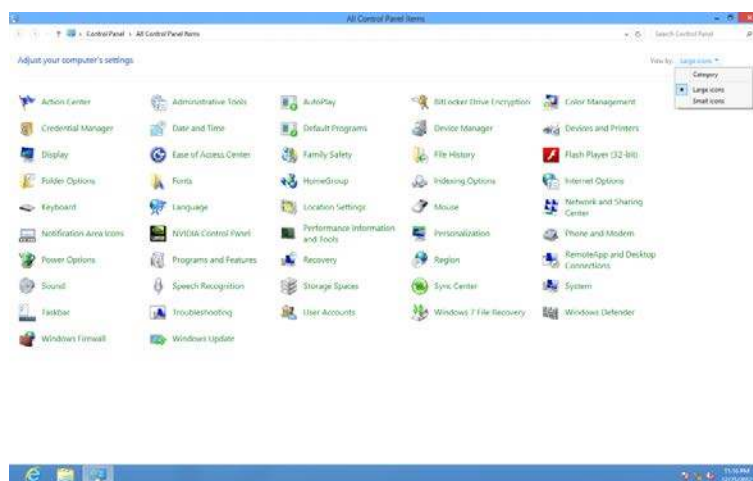 All Control Panel Items
Control Panel › All Control Panel Items
Search Control Panel
Adjust your computer's settings
View by: Large icons
Category
Large icons
Small icons
Action Center
Administrative Tools
AutoPlay
BitLocker Drive Encryption
Color Management
Credential Manager
Date and Time
Default Programs
Device Manager
Devices and Printers
Display
Ease of Access Center
Family Safety
File History
Flash Player (32-bit)
Folder Options
Fonts
HomeGroup
Indexing Options
Internet Options
Keyboard
Language
Location Settings
Mouse
Network and Sharing
Center
Notification Area Icons
NVIDIA Control Panel
Performance Information
and Tools
Personalization
Phone and Modem
Power Options
Programs and Features
Recovery
Region
RemoteApp and Desktop
Connections
Sound
Speech Recognition
Storage Spaces
Sync Center
System
Taskbar
Troubleshooting
User Accounts
Windows 7 File Recovery
Windows Defender
Windows Firewall
Windows Update